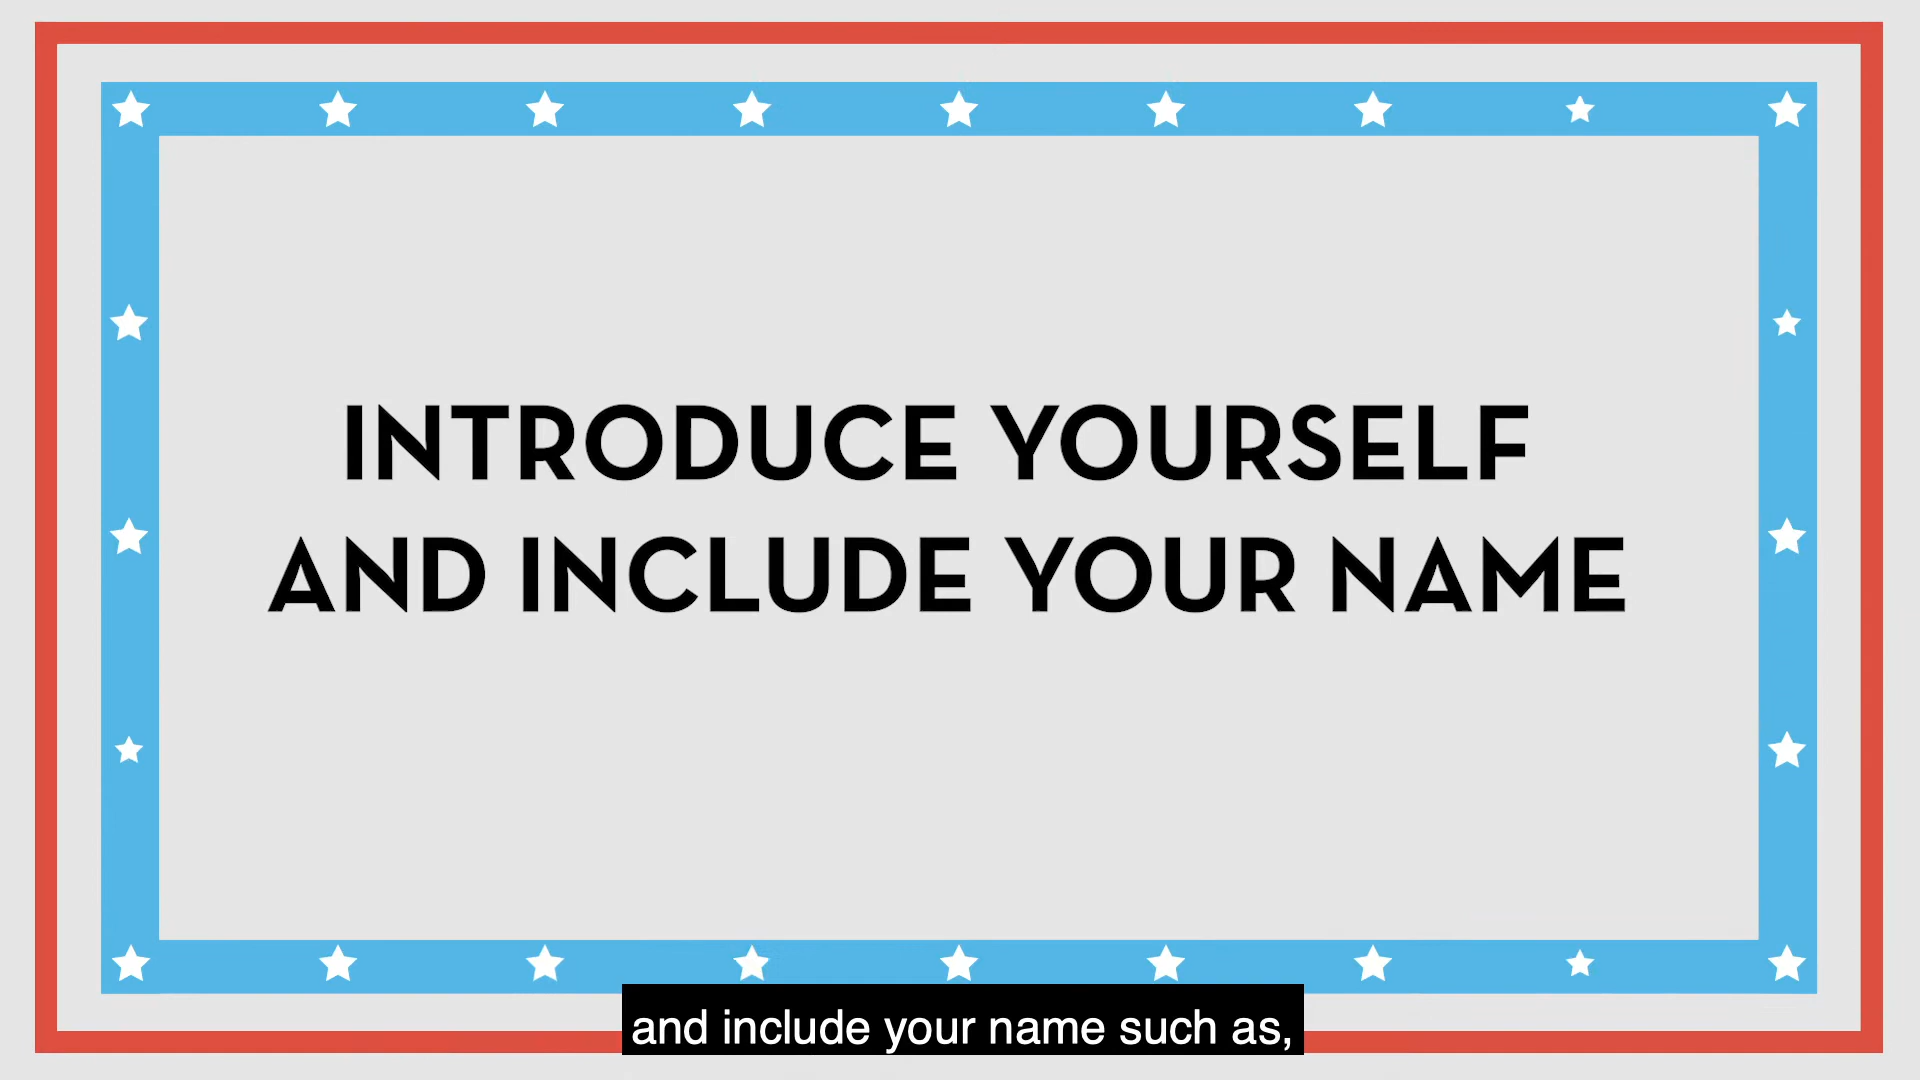 INTRODUCE YOURSELF
AND INCLUDE YOUR NAME
and include your name such as,